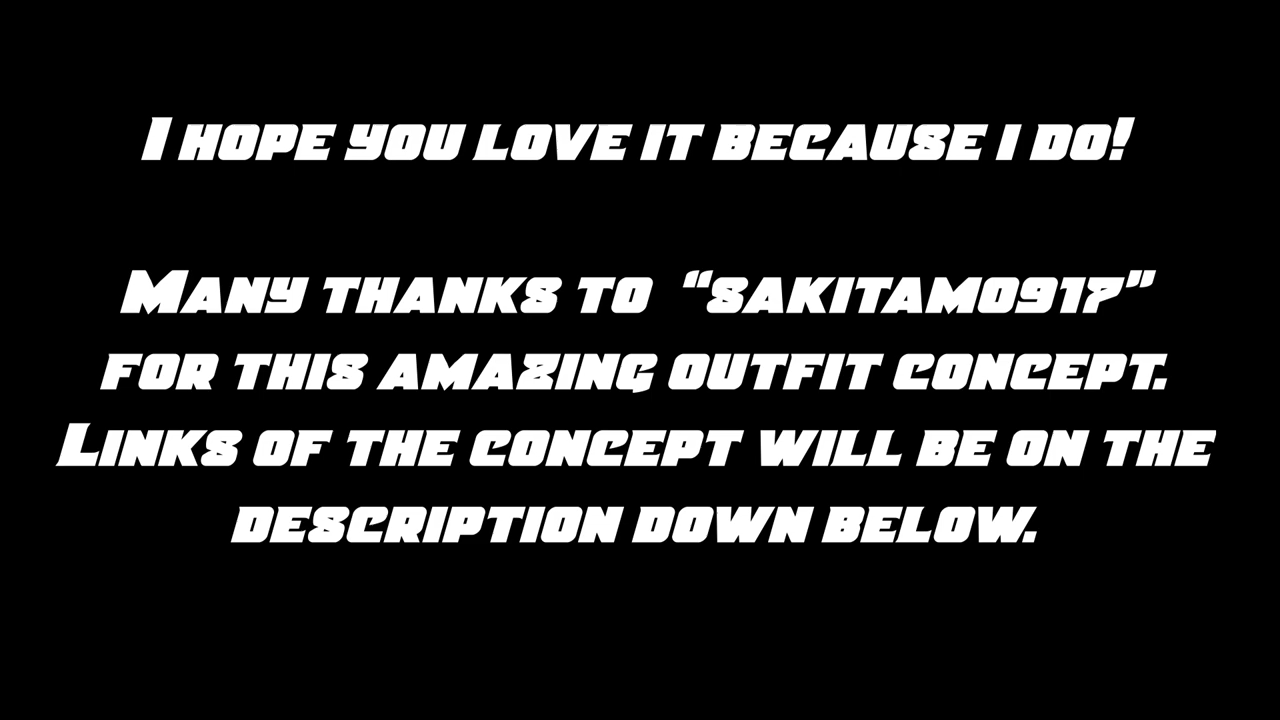 I hope you love it because i do!
Many thanks to “sakitamo917”
for this amazing outfit concept.
Links of the concept will be on the
description down below.